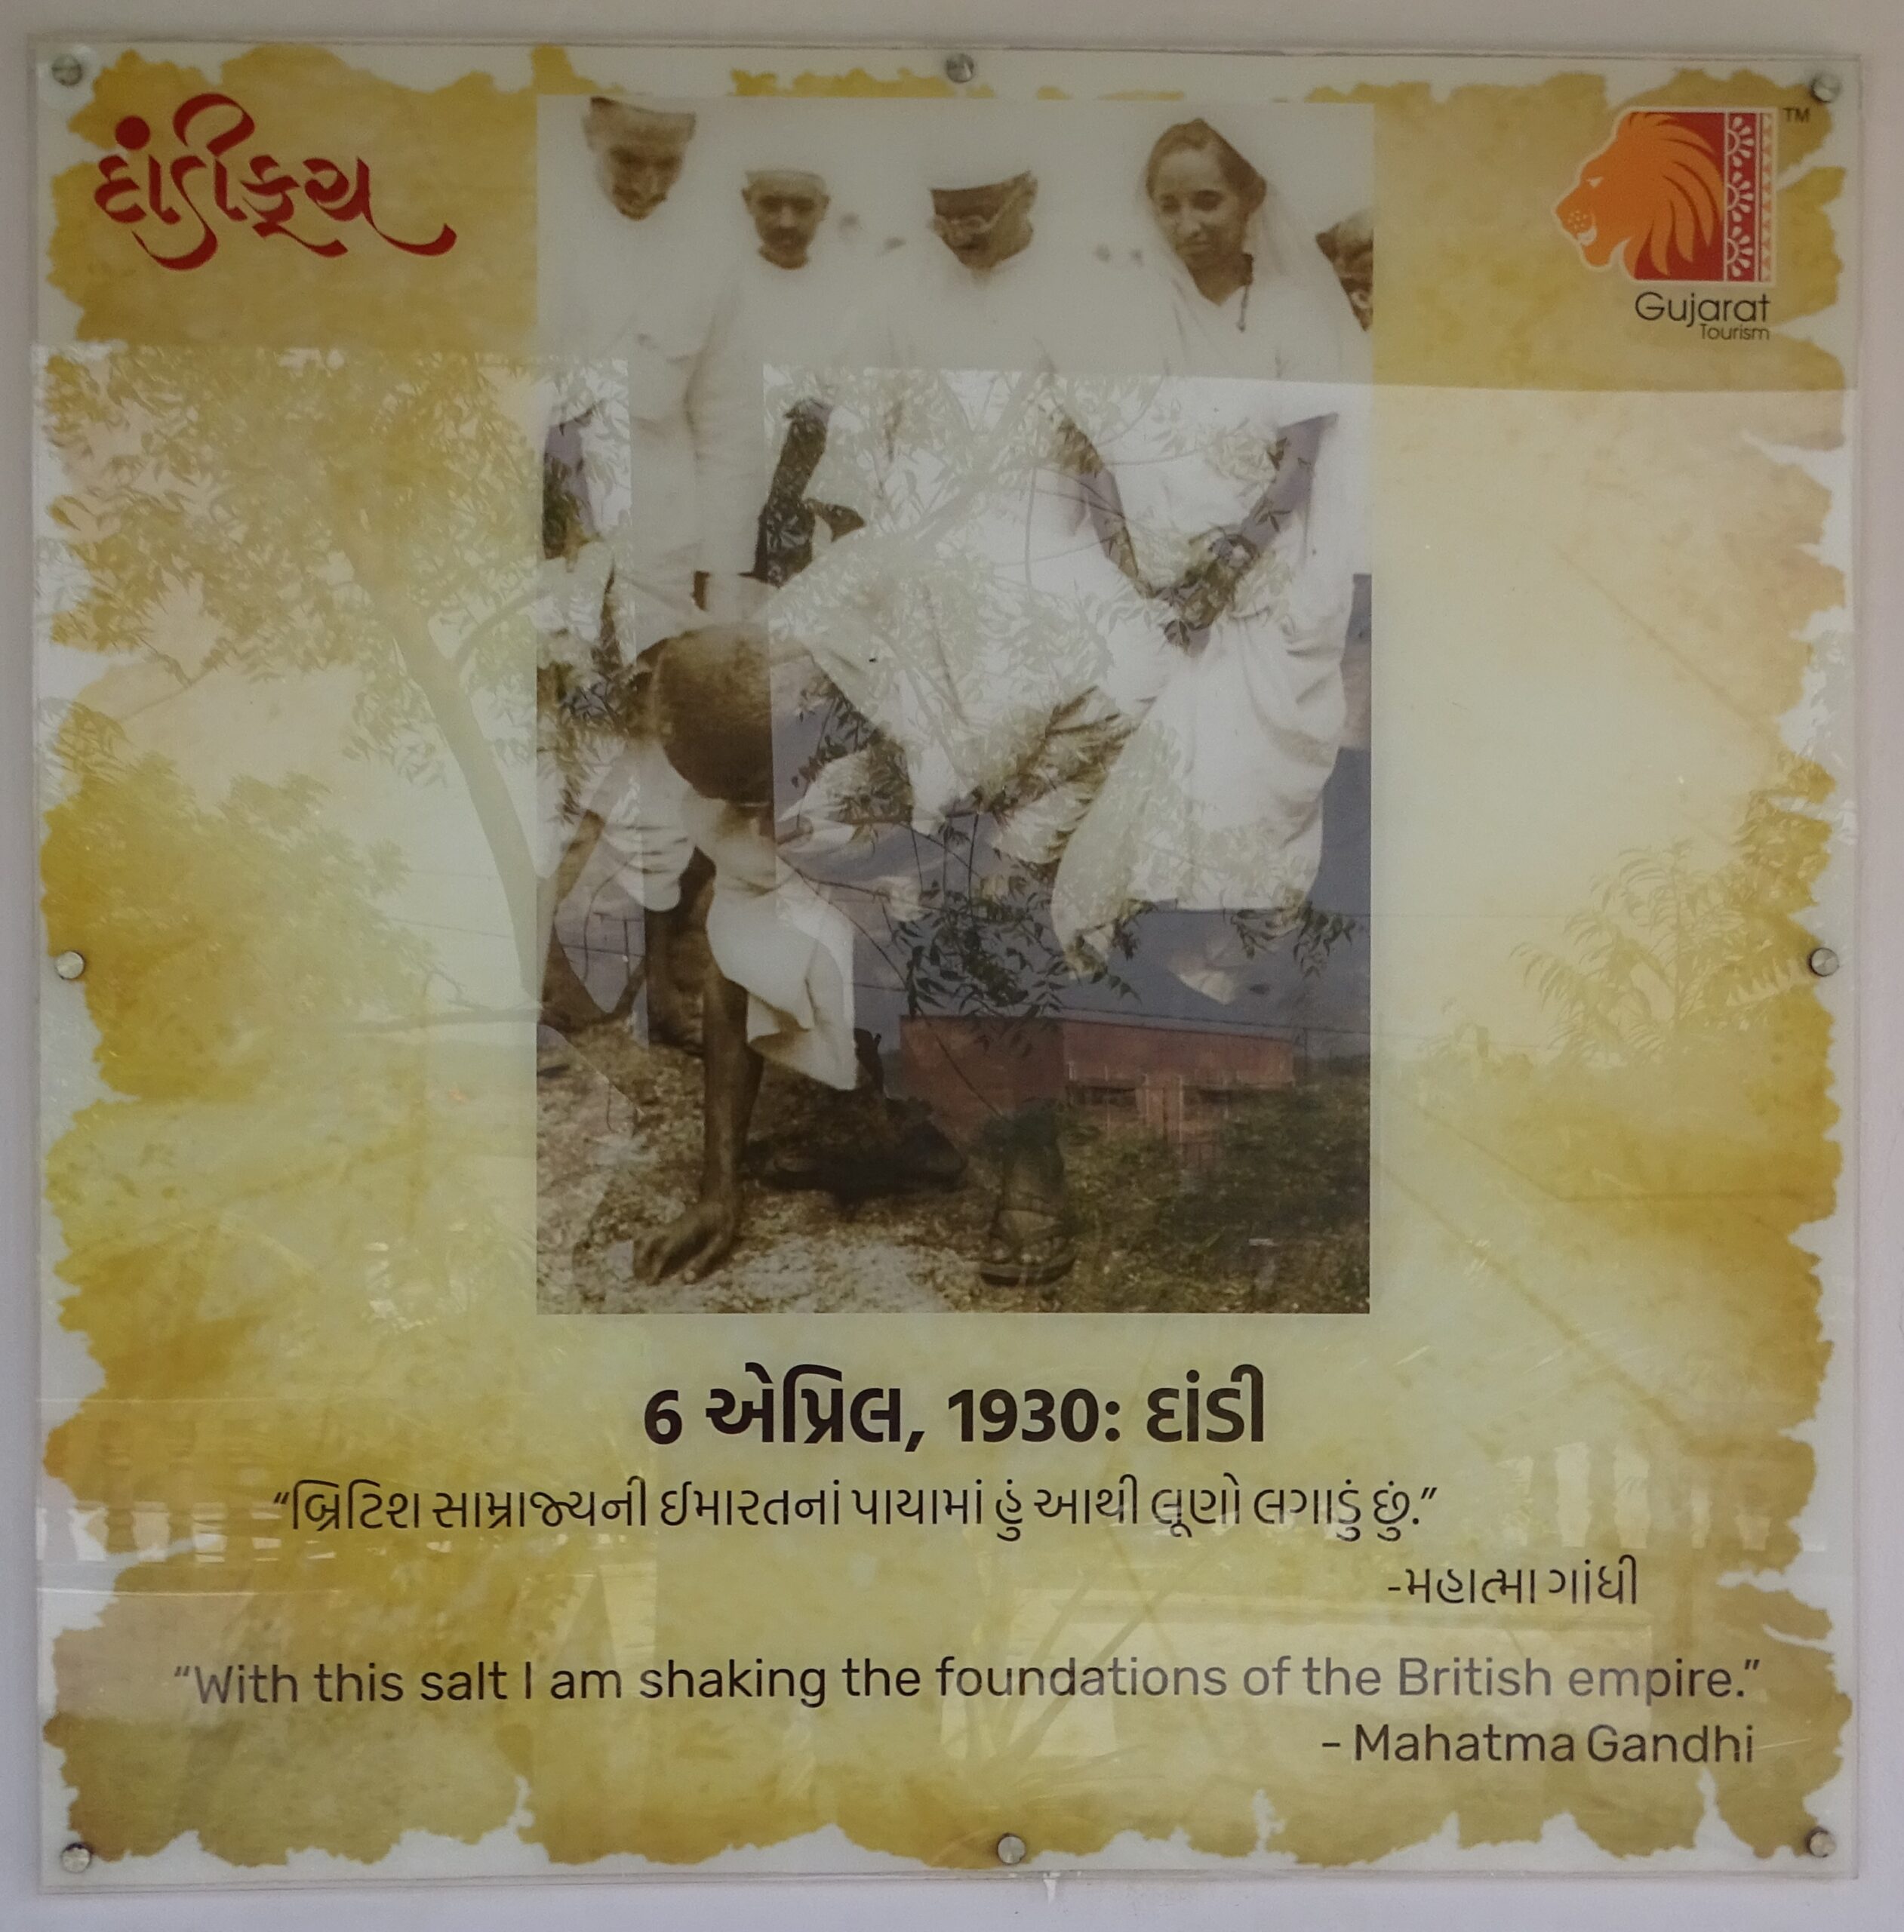 દાંડીકૂચ
TM
Gujarat
Tourism
6 એપ્રિલ, 1930: દાંડી
“બ્રિટિશ સામ્રાજ્યની ઈમારતનાં પાયામાં હું આથી લૂણો લગાડું છું.”
-મહાત્મા ગાંધી
“With this salt I am shaking the foundations of the British empire.”
- Mahatma Gandhi